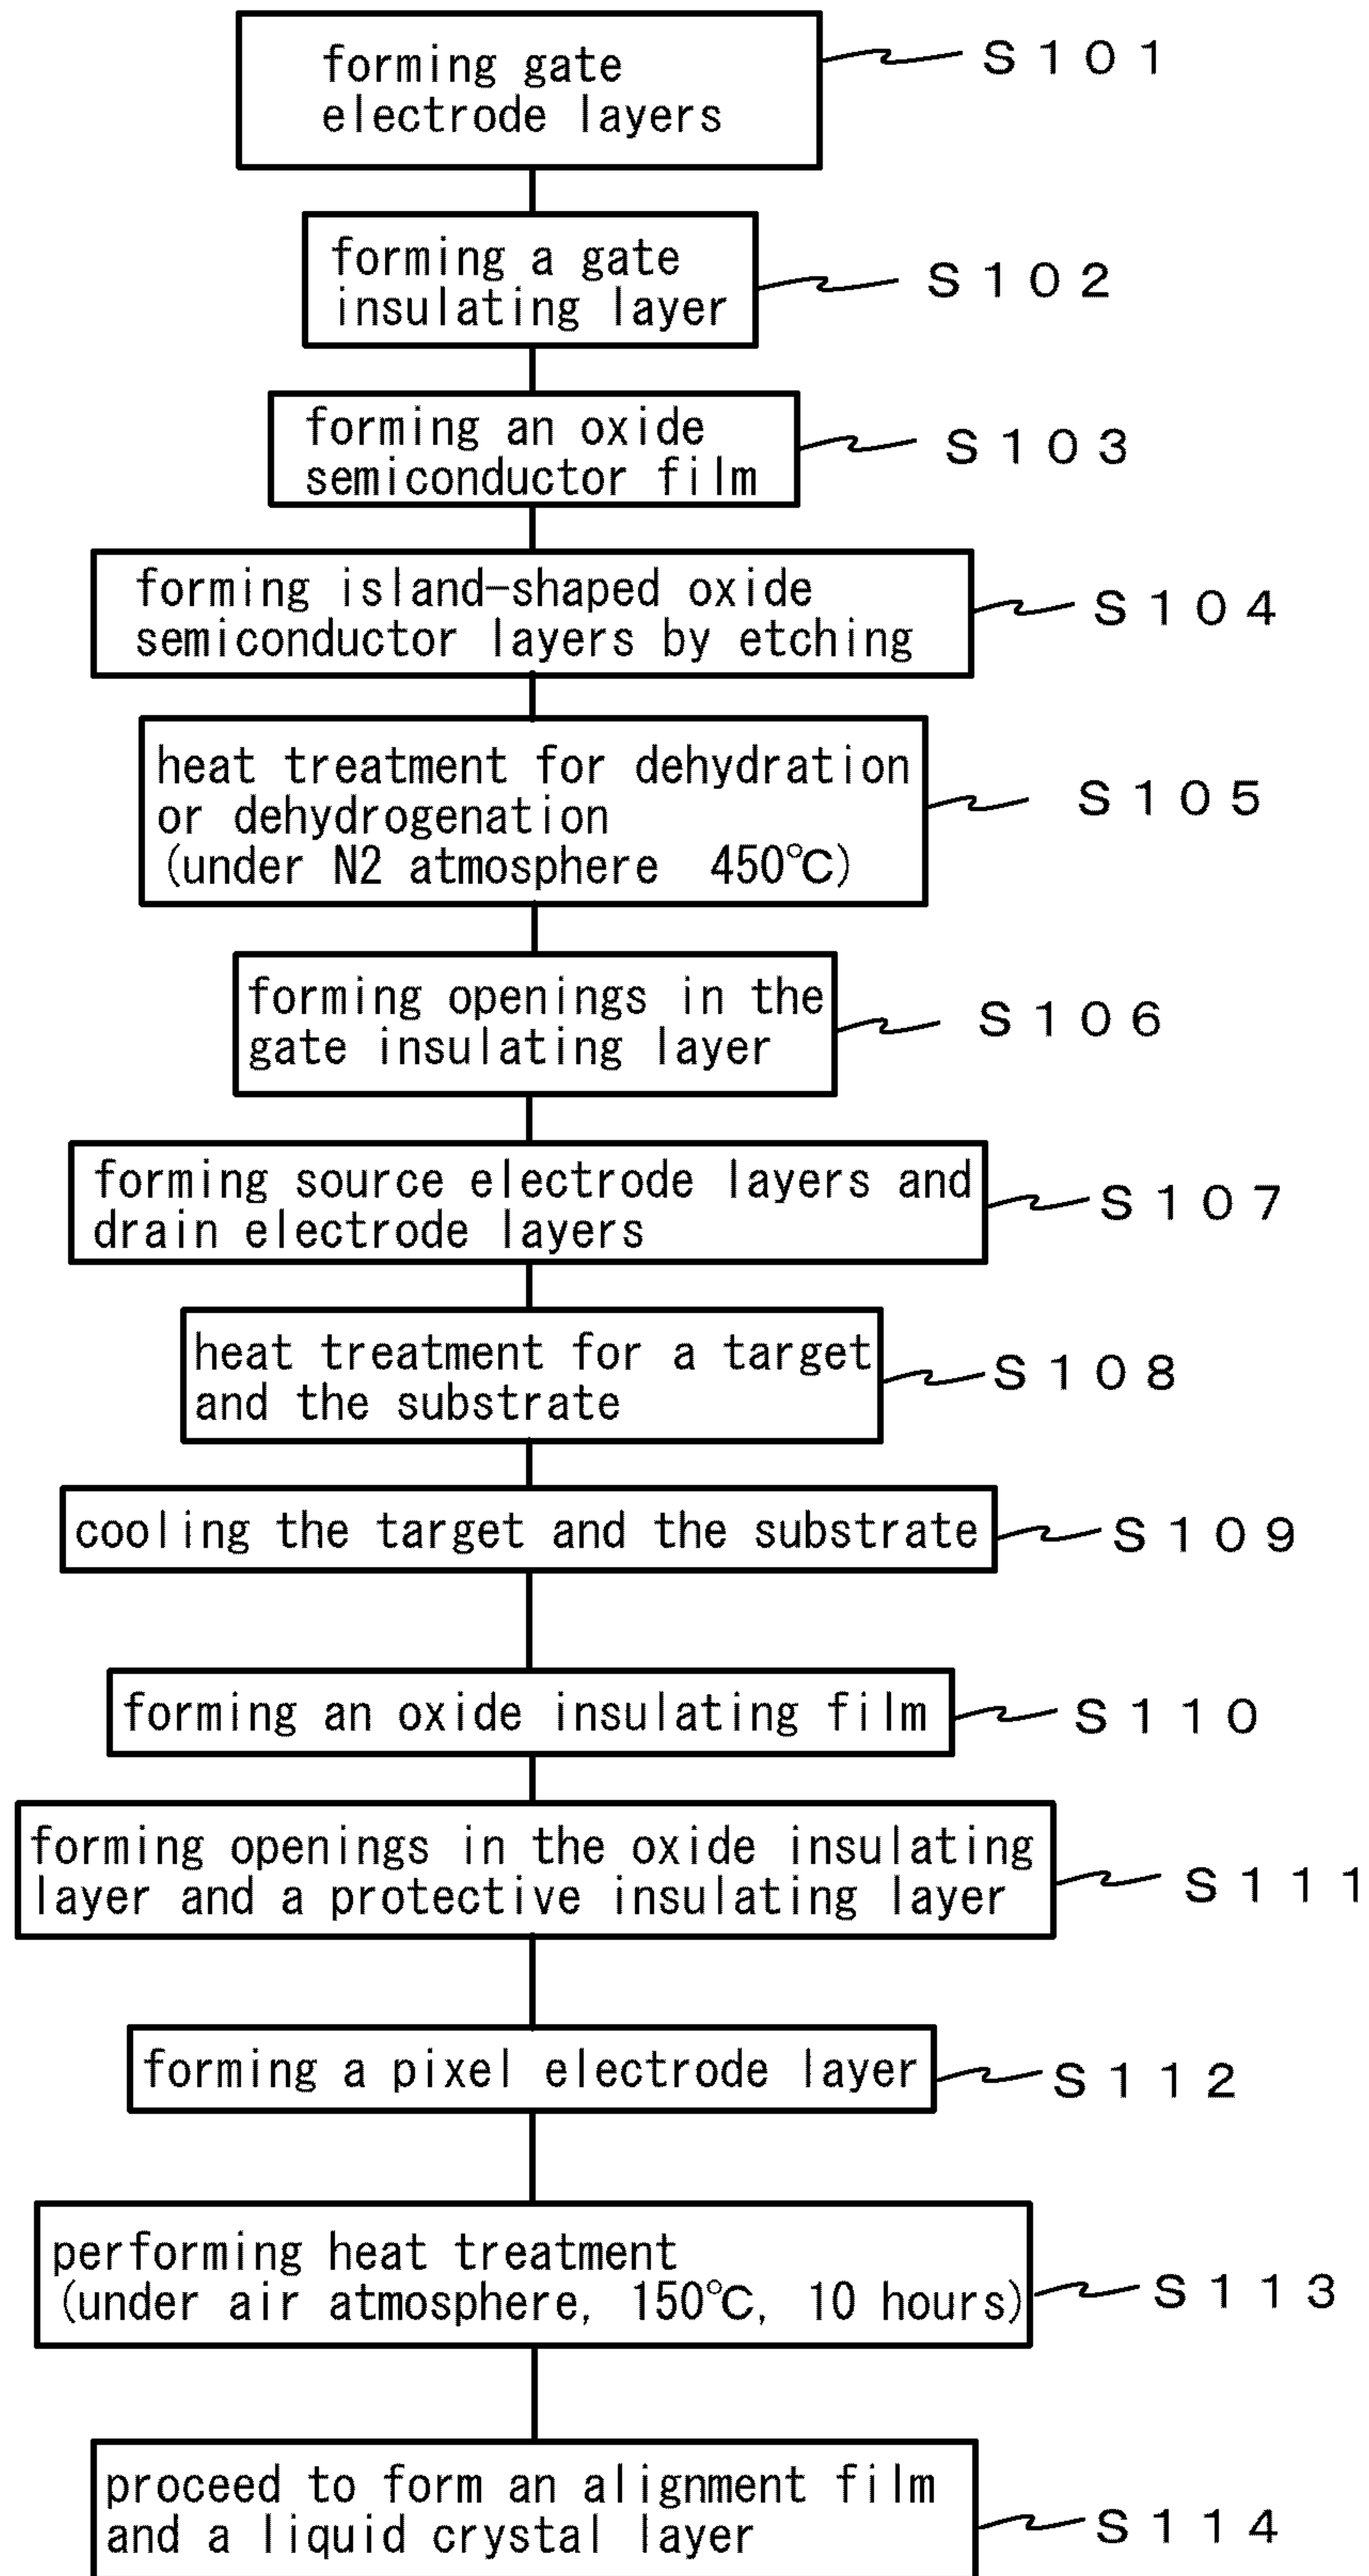 forming gate
electrode layers
S101
forming a gate
insulating layer
S102
forming an oxide
semiconductor film
S103
forming island-shaped oxide
semiconductor layers by etching
S104
heat treatment for dehydration
or dehydrogenation
(under N2 atmosphere 450℃)
S105
forming openings in the
gate insulating layer
S106
forming source electrode layers and
drain electrode layers
S107
heat treatment for a target
and the substrate
S108
cooling the target and the substrate
S109
forming an oxide insulating film
S110
forming openings in the oxide insulating
layer and a protective insulating layer
S111
forming a pixel electrode layer
S112
performing heat treatment
(under air atmosphere, 150℃, 10 hours)
S113
proceed to form an alignment film
and a liquid crystal layer
S114